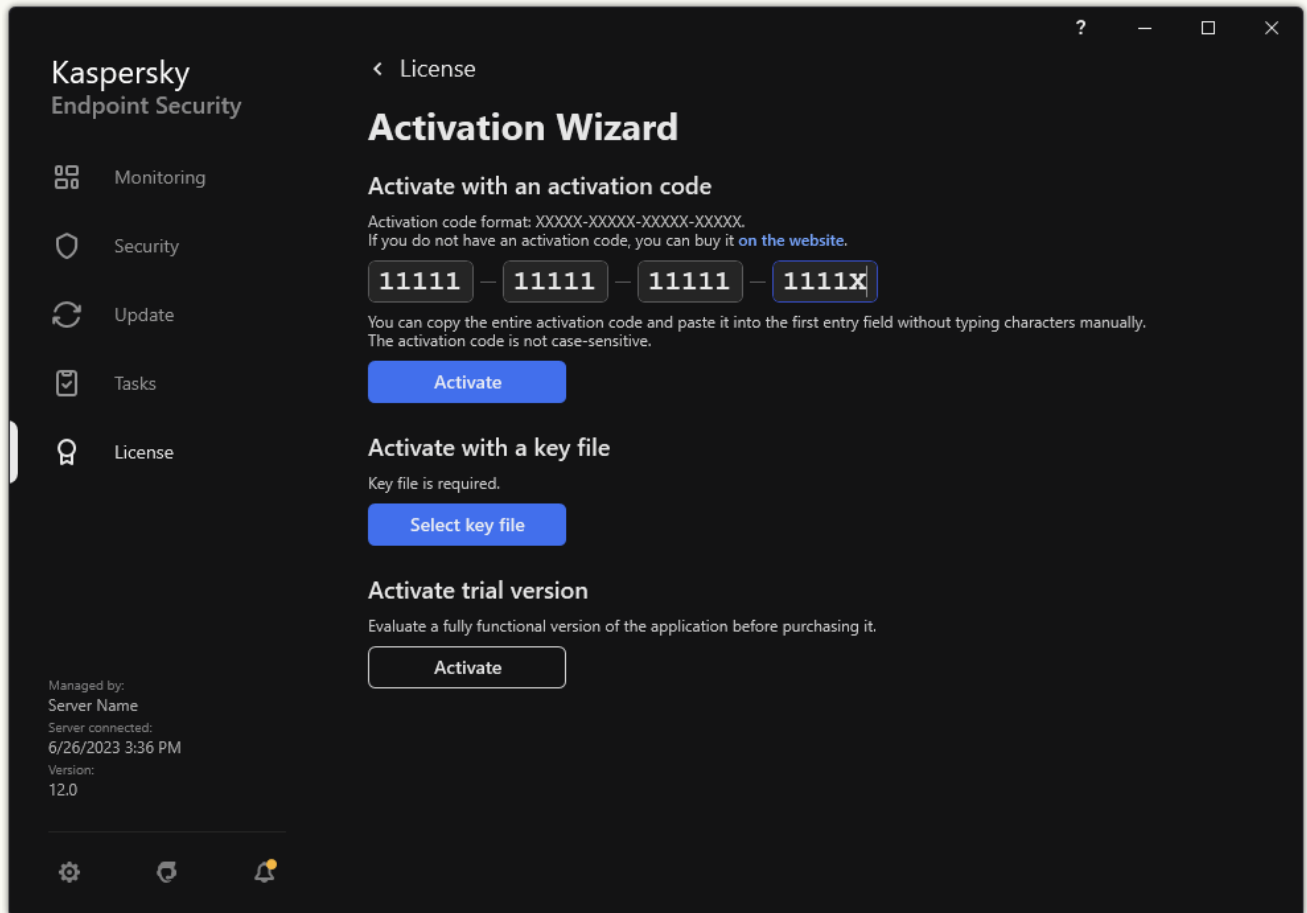 ?
Kaspersky
Endpoint Security
Monitoring
Security
Update
Tasks
License
Managed by:
Server Name
Server connected:
6/26/2023 3:36 PM
Version:
12.0
License
Activation Wizard
Activate with an activation code
Activation code format: XXXXX-XXXXX-XXXXX-XXXXX.
If you do not have an activation code, you can buy it on the website.
11111 — 11111 — 11111 — 1111X
You can copy the entire activation code and paste it into the first entry field without typing characters manually.
The activation code is not case-sensitive.
Activate
Activate with a key file
Key file is required.
Select key file
Activate trial version
Evaluate a fully functional version of the application before purchasing it.
Activate